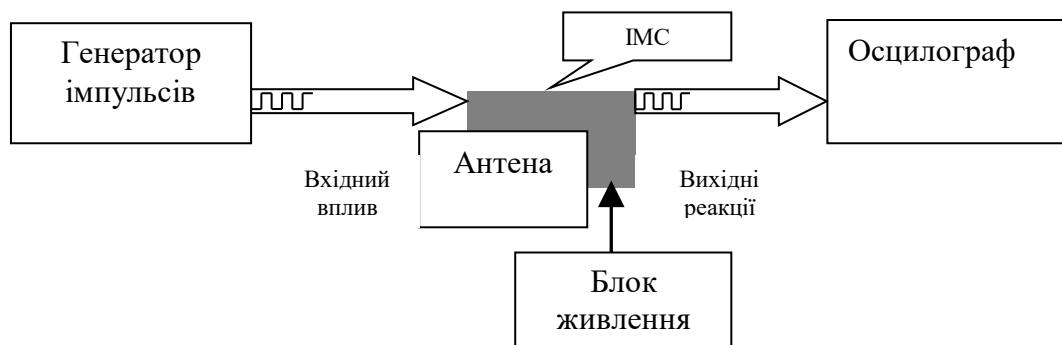 Генератор
імпульсів
ІМС
Осцилограф
Антена
Вхідний
вплив
Вихідні
реакції
Блок
живлення